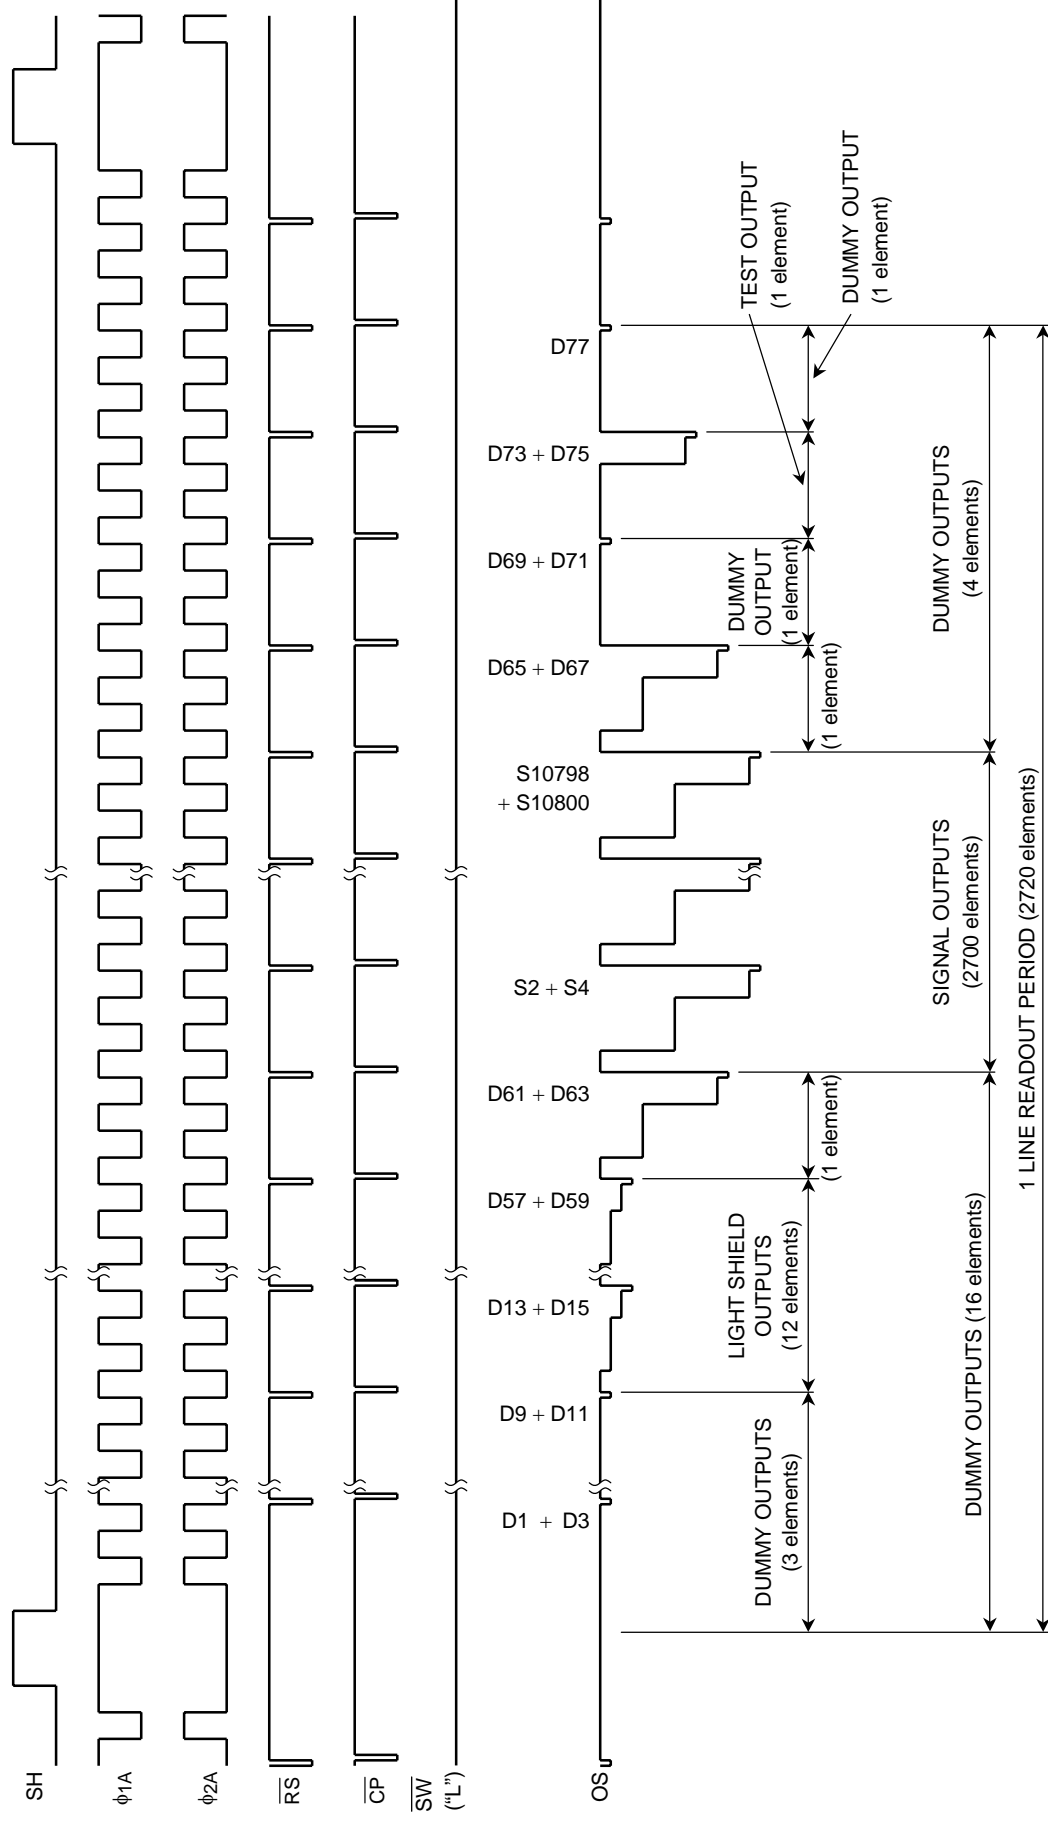 SH
ϕ1A
ϕ2A
RS
CP
SW
("L")
OS
D1 + D3
D9 + D11
D13 + D15
D57 + D59
D61 + D63
S2 + S4
S10798
+ S10800
D65 + D67
D69 + D71
D73 + D75
D77
DUMMY OUTPUTS
(3 elements)
LIGHT SHIELD
OUTPUTS
(12 elements)
(1 element)
(1 element)
DUMMY
OUTPUT
(1 element)
TEST OUTPUT
(1 element)
DUMMY OUTPUT
(1 element)
DUMMY OUTPUTS (16 elements)
SIGNAL OUTPUTS
(2700 elements)
DUMMY OUTPUTS
(4 elements)
1 LINE READOUT PERIOD (2720 elements)